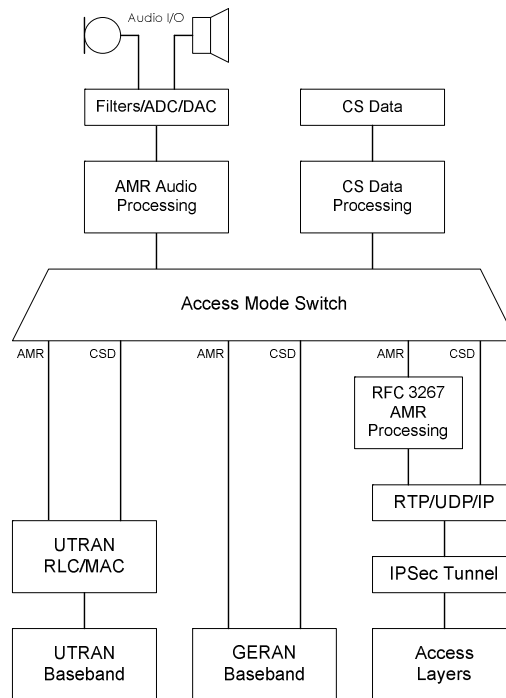 Audio I/O
Filters/ADC/DAC
CS Data
AMR Audio
Processing
CS Data
Processing
Access Mode Switch
AMR
CSD
AMR
CSD
AMR
CSD
RFC 3267
AMR
Processing
RTP/UDP/IP
UTRAN
RLC/MAC
IPSec Tunnel
UTRAN
Baseband
GERAN
Baseband
Access
Layers